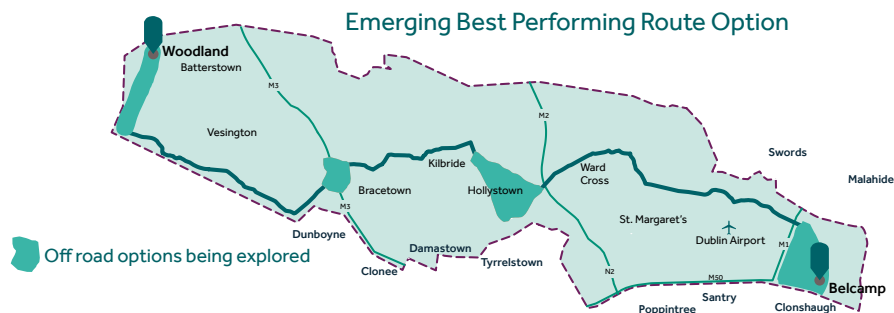 Emerging Best Performing Route Option
Woodland
Batterstown
M3
M2
Vesington
Swords
Kilbride
Ward
Cross
Malahide
Bracetown
Hollystown
M3
St. Margaret's
Dunboyne
Dublin Airport
M1
Damastown
Off road options being explored
Tyrrelstown
Clonee
N2
M50
Belcamp
Santry
Poppintree
Clonshaugh